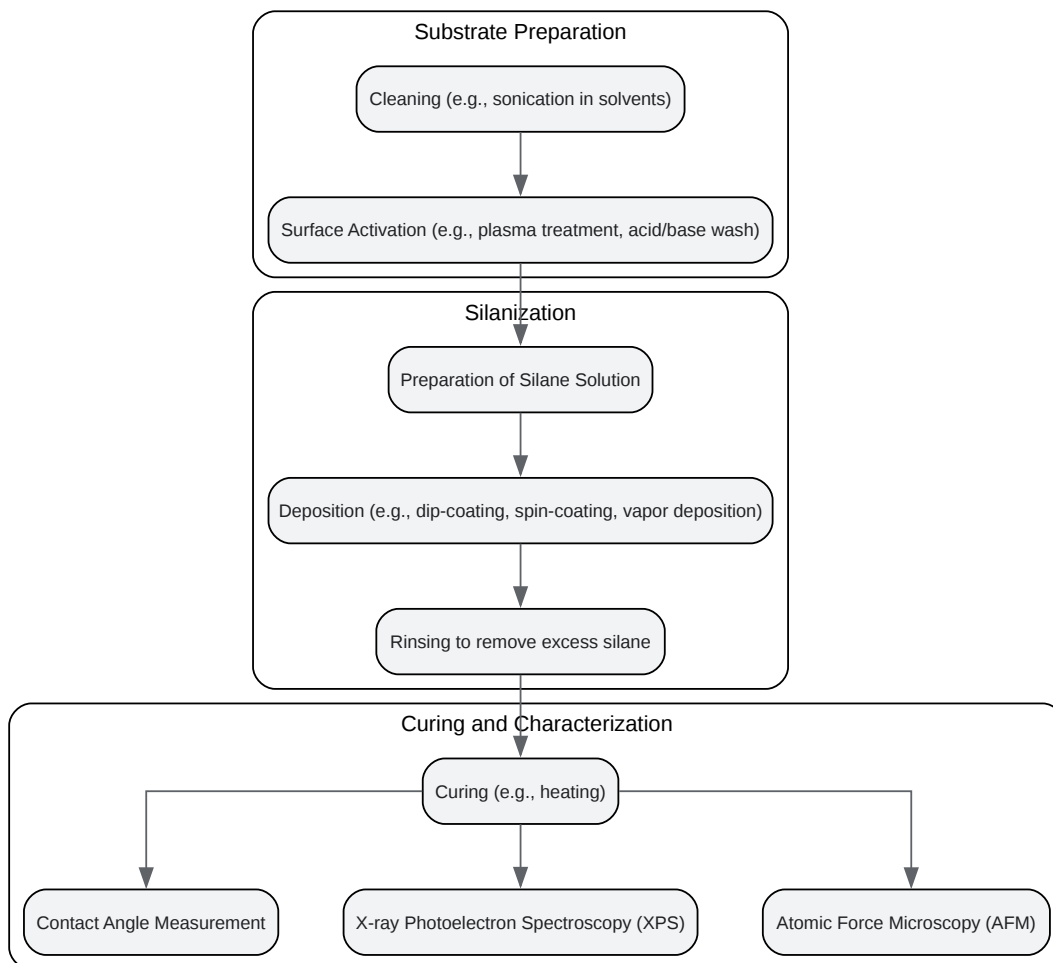 Substrate Preparation
Cleaning (e.g., sonication in solvents)
Surface Activation (e.g., plasma treatment, acid/base wash)
Silanization
Preparation of Silane Solution
Deposition (e.g., dip-coating, spin-coating, vapor deposition)
Rinsing to remove excess silane
Curing and Characterization
Curing (e.g., heating)
Contact Angle Measurement
X-ray Photoelectron Spectroscopy (XPS)
Atomic Force Microscopy (AFM)